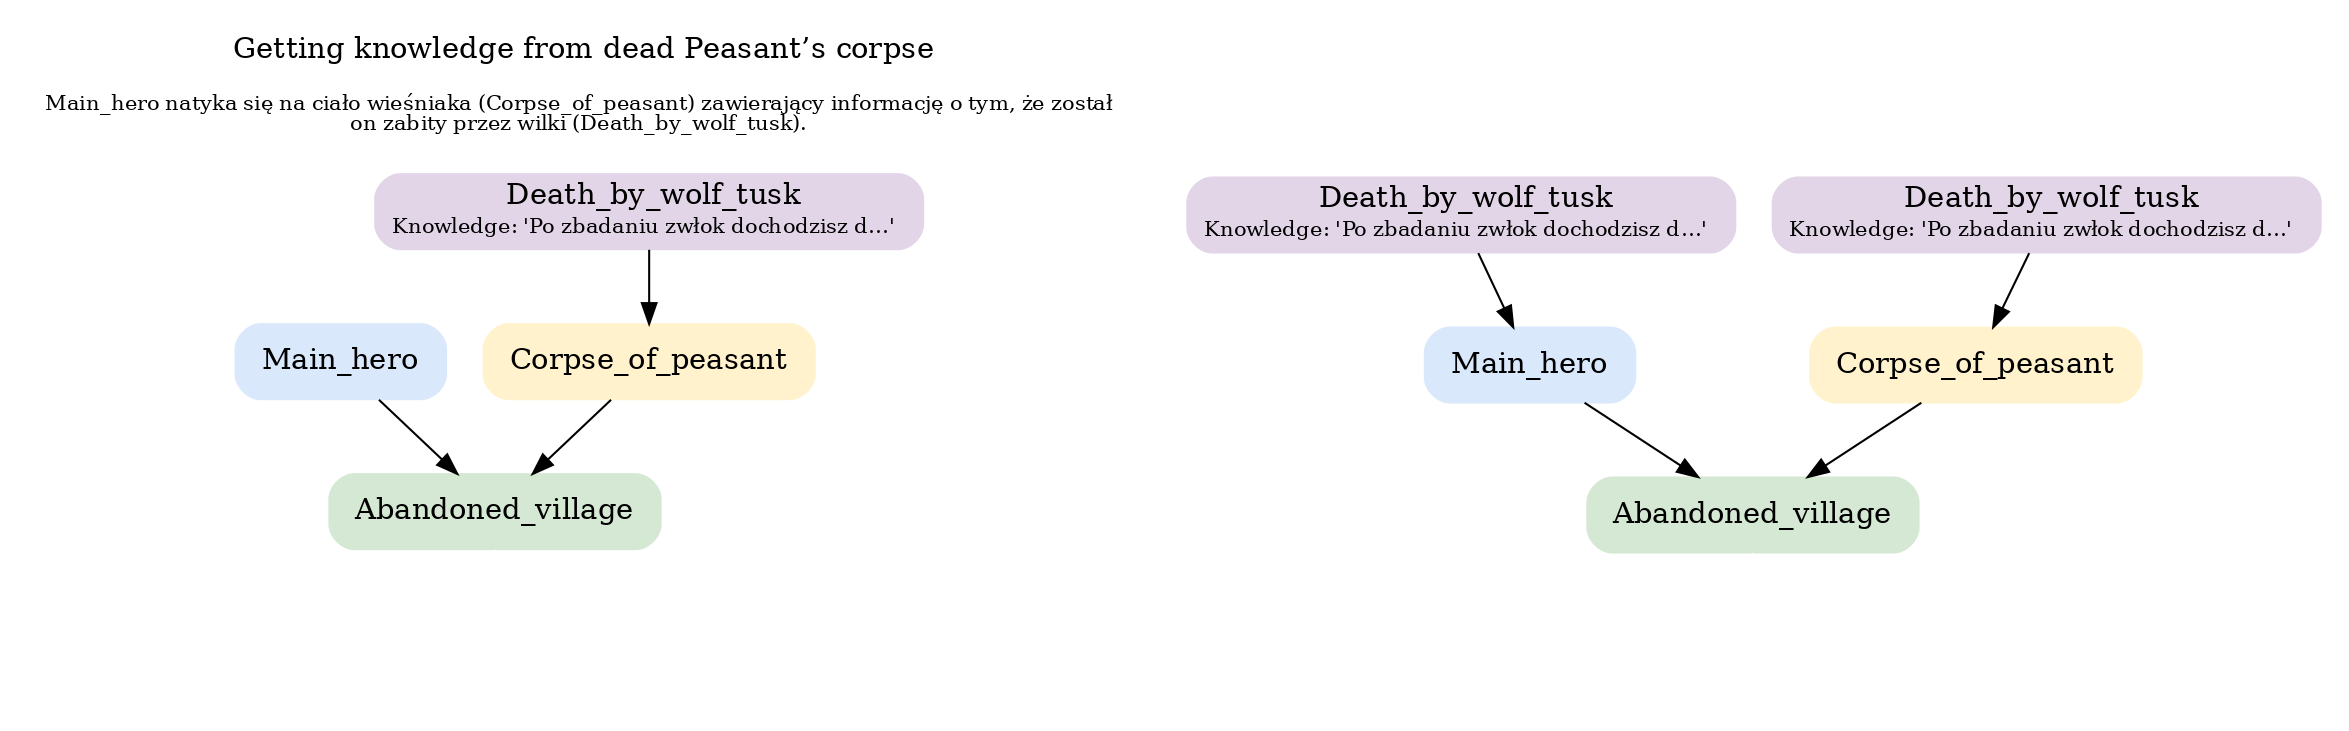 Getting knowledge from dead Peasant’s corpse
Main_hero natyka się na ciało wieśniaka (Corpse_of_peasant) zawierający informację o tym, że został
on zabity przez wilki (Death_by_wolf_tusk).
Death_by_wolf_tusk
Knowledge: 'Po zbadaniu zwłok dochodzisz d...'
Main_hero
Corpse_of_peasant
Abandoned_village
Death_by_wolf_tusk
Knowledge: 'Po zbadaniu zwłok dochodzisz d...'
Death_by_wolf_tusk
Knowledge: 'Po zbadaniu zwłok dochodzisz d...'
Main_hero
Corpse_of_peasant
Abandoned_village